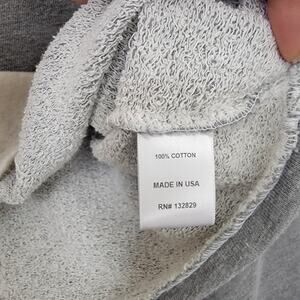 100% COTTON
MADE IN USA
RN# 132829